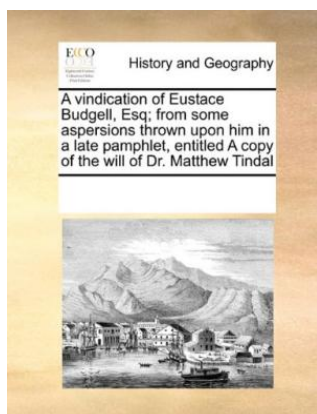 ECCO
History and Geography
A vindication of Eustace
Budgell, Esq; from some
aspersions thrown upon him in
a late pamphlet, entitled A copy
of the will of Dr. Matthew Tindal